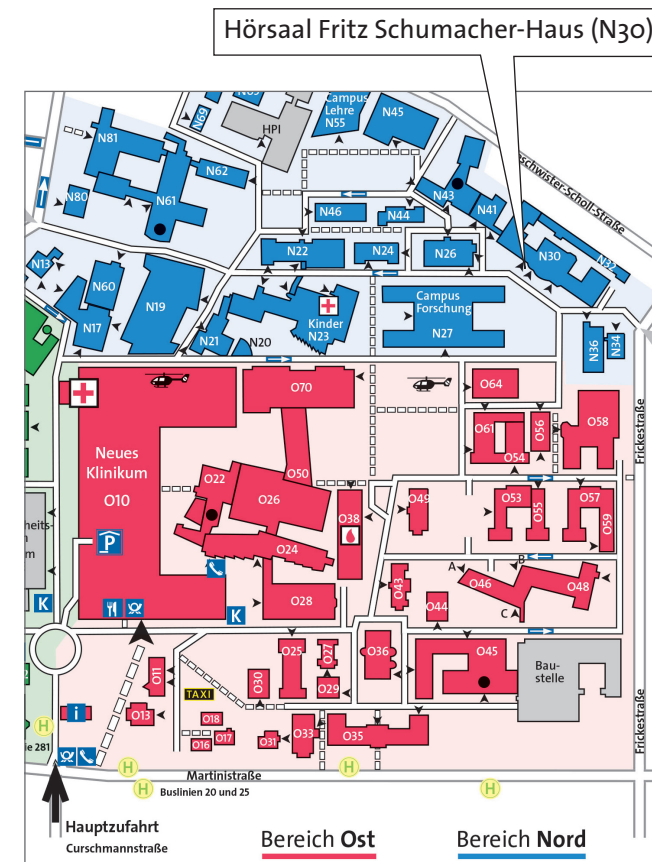 Hörsaal Fritz Schumacher-Haus (N30)
N69
Campus
Lehre
N55
N45
HPI
N81
N62
N61
N80
N43
N41
N46
N44
N22
N24
N26
N30
N32
N13
N60
N19
N17
N21
N20
Kinder
N23
Campus
Forschung
N27
N36
N34
Neues
Klinikum
O10
O70
O64
O61
O56
O54
O58
Frickestraße
O22
O50
O26
O38
O24
O28
O49
O53
O55
O57
O59
A
B
O46
O48
C
O43
O44
P
K
K
O25
O27
O29
O36
O45
Bau-
stelle
O11
O13
O30
TAXI
O18
O17
O16
O31
O33
O35
Frickestraße
i
H
H
H
H
H
Martinistraße
Buslinien 20 und 25
Hauptzufahrt
Curschmannstraße
Bereich Ost
Bereich Nord